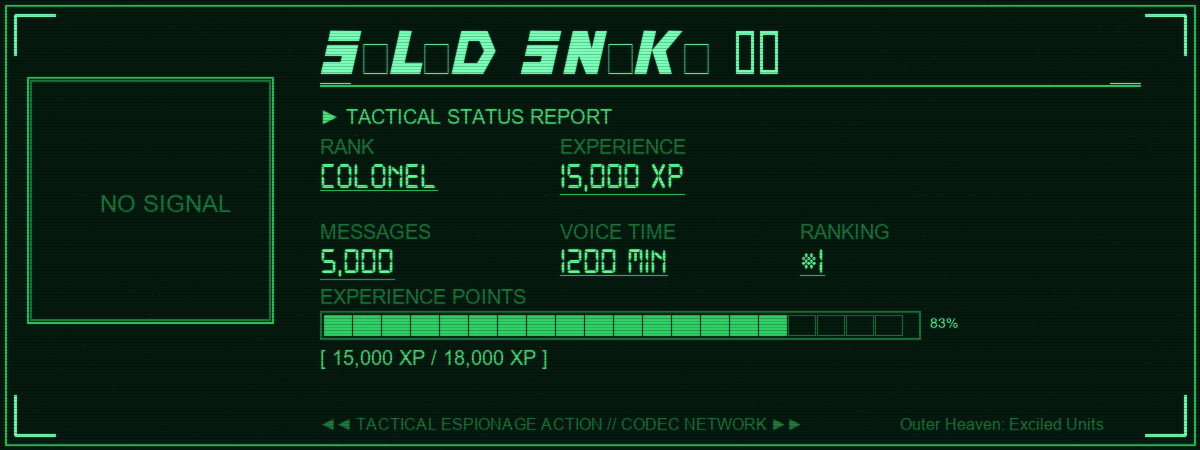 S□L□D SN□K□ □□
NO SIGNAL
► TACTICAL STATUS REPORT
RANK EXPERIENCE
COLONEL 15,000 XP
MESSAGES VOICE TIME RANKING
5,000 1200 MIN #1
EXPERIENCE POINTS
83%
[ 15,000 XP / 18,000 XP ]
◄◄ TACTICAL ESPIONAGE ACTION // CODEC NETWORK ►►
Outer Heaven: Exciled Units